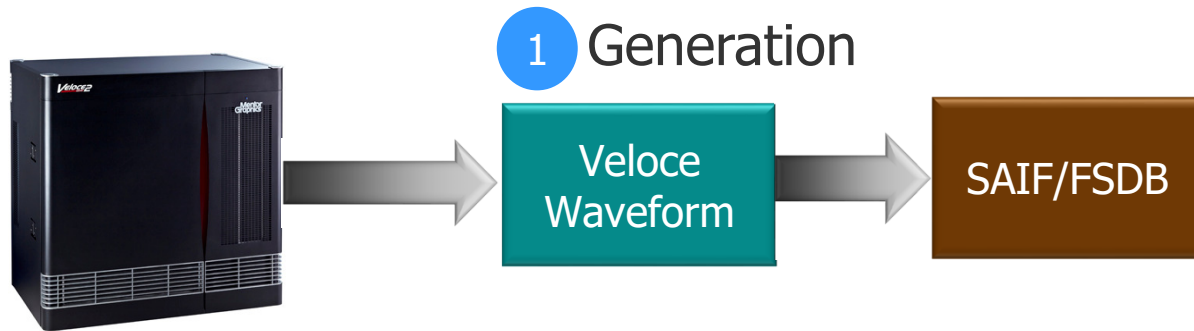 1 Generation
Veloce2
Mentor
Graphics
Veloce
Waveform
SAIF/FSDB